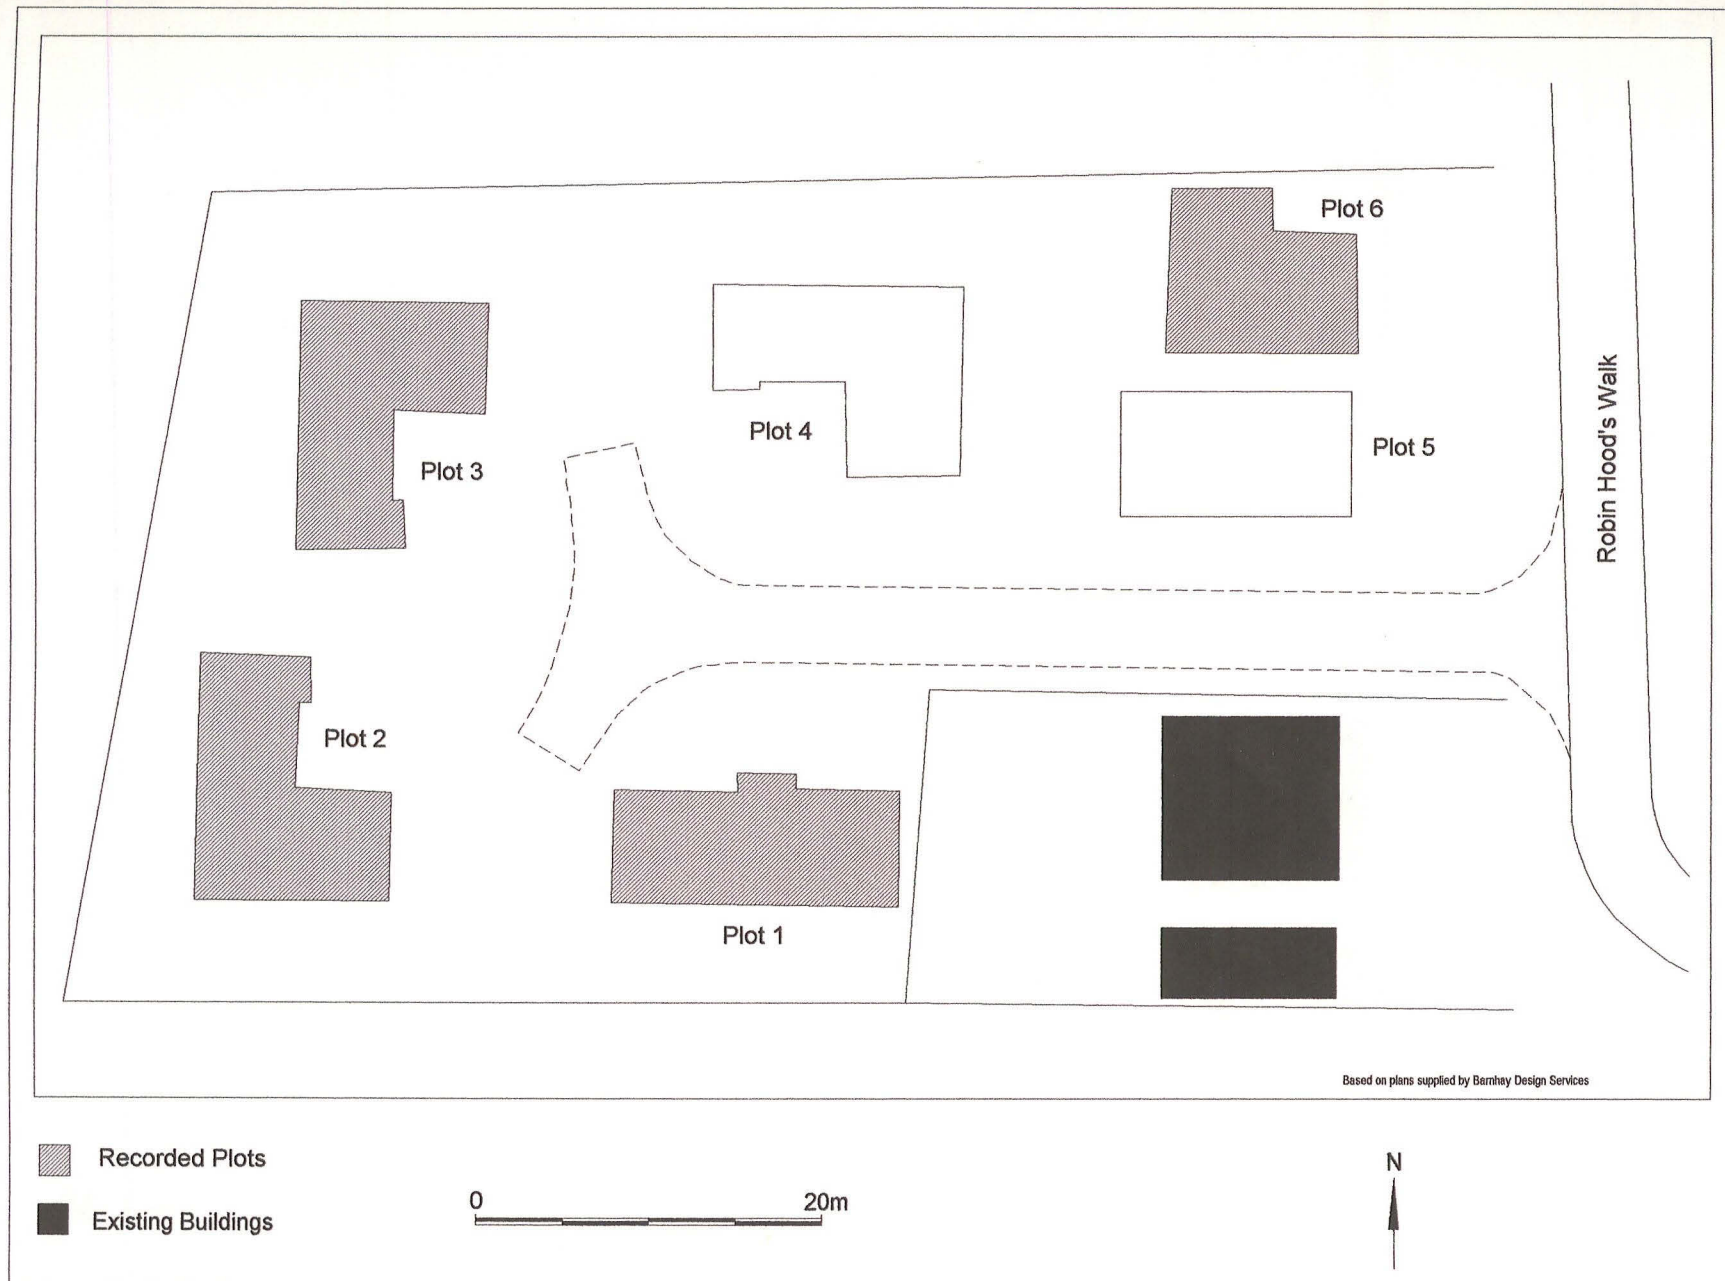 Plot 6
Plot 4
Plot 5
Plot 3
Robin Hood's Walk
Plot 2
Plot 1
Based on plans supplied by Barnhay Design Services
Recorded Plots
Existing Buildings
0 20m
N